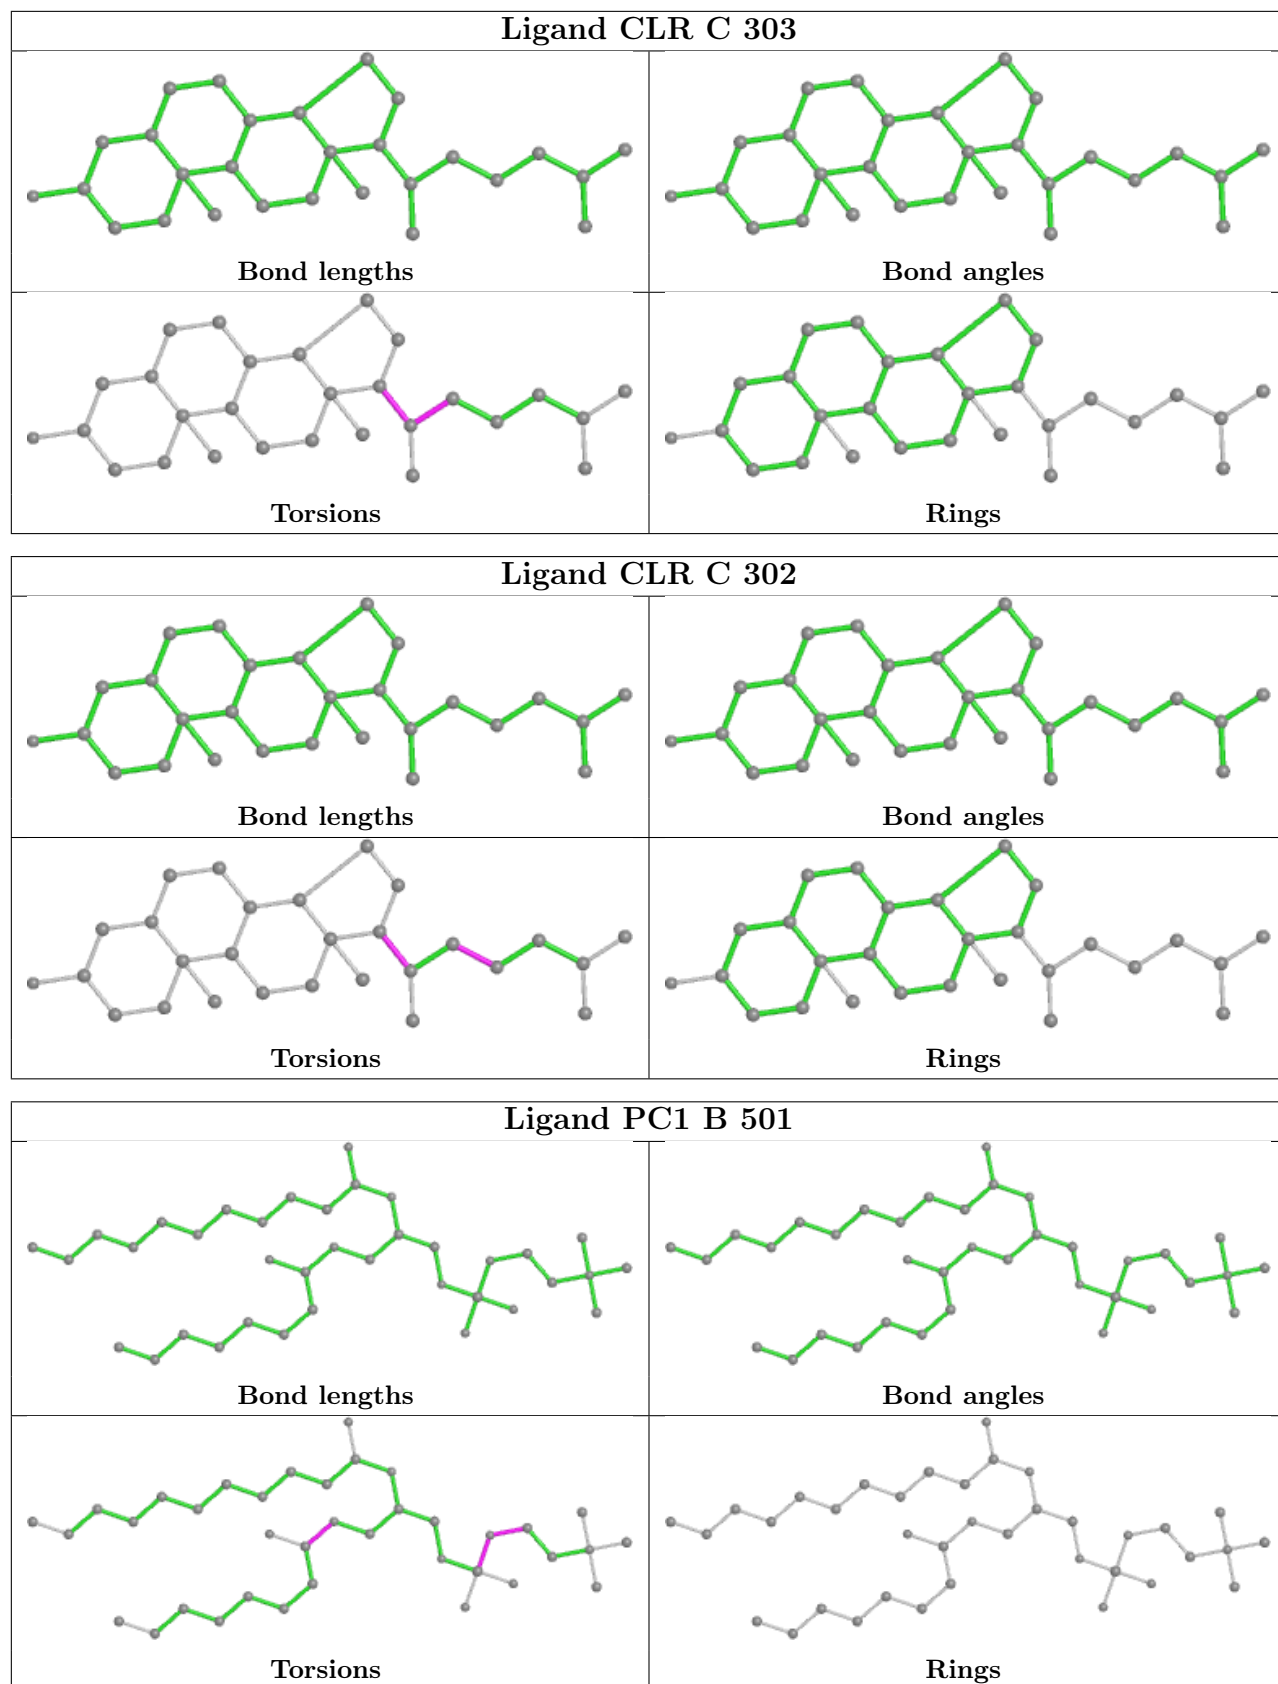 Ligand CLR C 303
Bond lengths
Bond angles
Torsions
Rings
Ligand CLR C 302
Bond lengths
Bond angles
Torsions
Rings
Ligand PC1 B 501
Bond lengths
Bond angles
Torsions
Rings